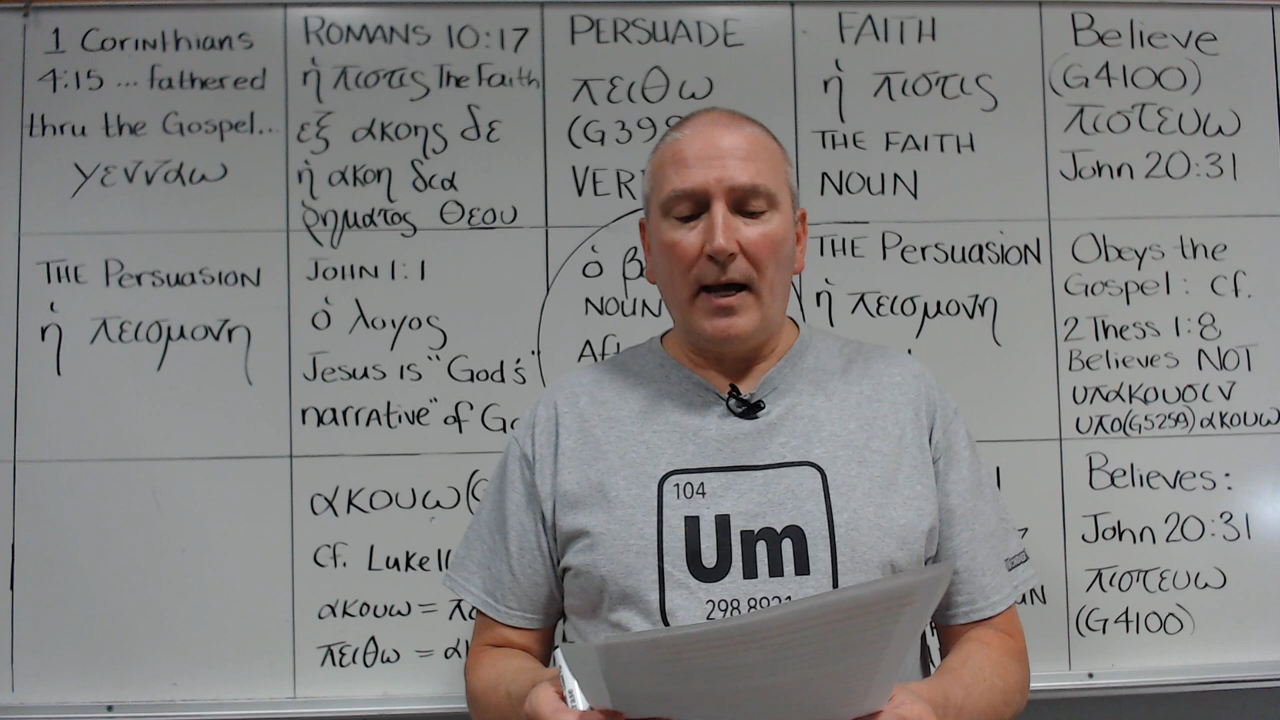 1 Corinthians
4:15 ... fathered
thru the Gospel...
γεννάω
THE Persuasion
ἡ πεισμονη
ROMANS 10:17
ἡ πιστις The Faith
εξ ακοης δε
ἡ ακοη δια
ρηματος Θεου
JOHN 1:1
ὁ λογος
Jesus is "God's
narrative" of
ακουω
Cf. Luke
ακουω =
πειθω =
PERSUADE
πειθω
(G39
VER
ὁ
NOUN
FAITH
ἡ πιστις
THE FAITH
NOUN
THE Persuasion
ἡ πεισμονη
Believe
(G4100)
πιστευω
John 20:31
Obeys the
Gospel: Cf.
2 Thess 1:8
Believes NOT
υπακουσιν
υπο(G5259) ακουω
Believes:
John 20:31
πιστευω
(G4100)
104
Um
298.8931